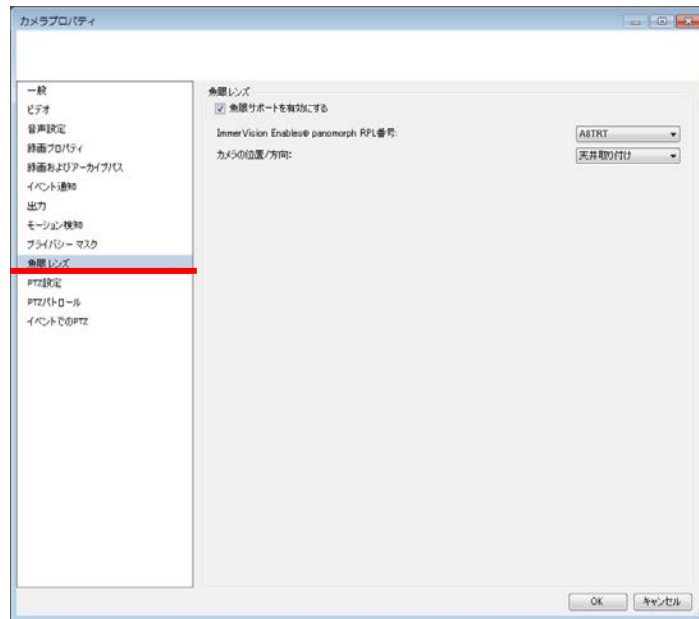 カメラプロパティ
一般
ビデオ
音声設定
録画プロパティ
録画およびアーカイブパス
イベント通知
出力
モーション検知
プライバシー マスク
魚眼レンズ
PTZ設定
PTZパトロール
イベントでのPTZ
魚眼レンズ
魚眼サポートを有効にする
ImmerVision Enables® panomorph RPL番号:
A8TRT
カメラの位置/方向:
天井取り付け
OK
キャンセル